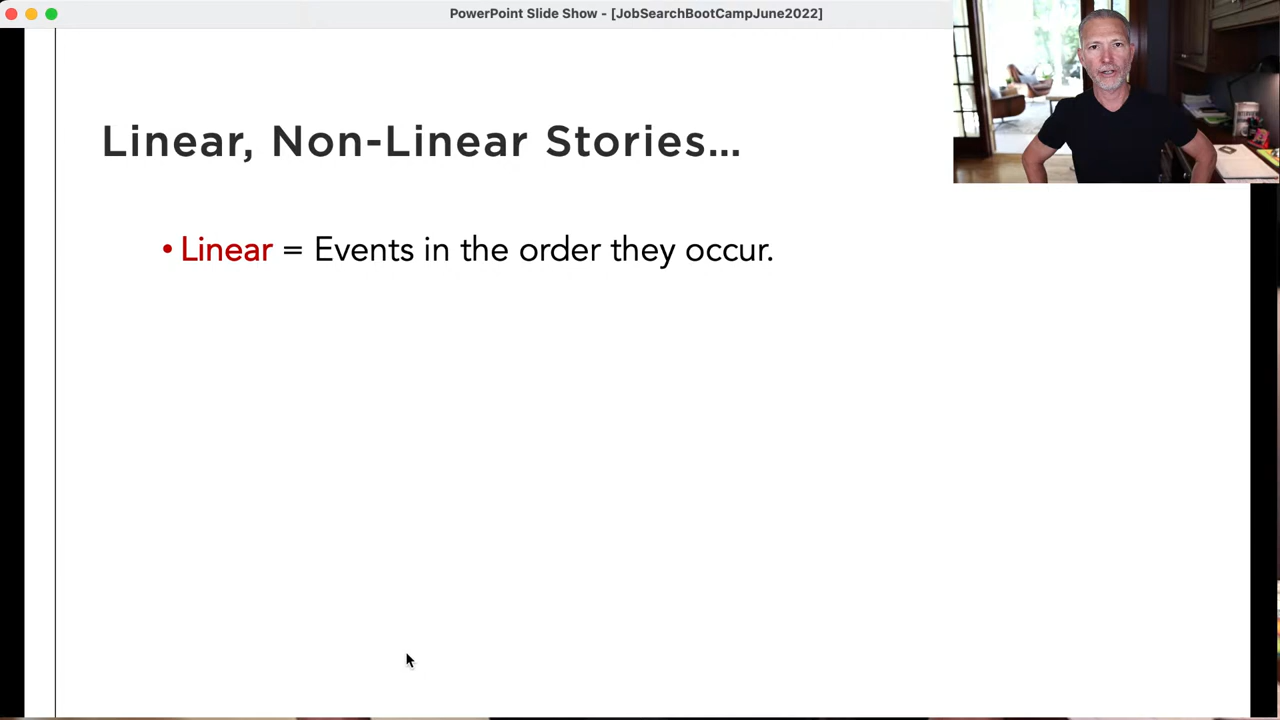 PowerPoint Slide Show - [JobSearchBootCampJune2022]
Linear, Non-Linear Stories...
• Linear = Events in the order they occur.